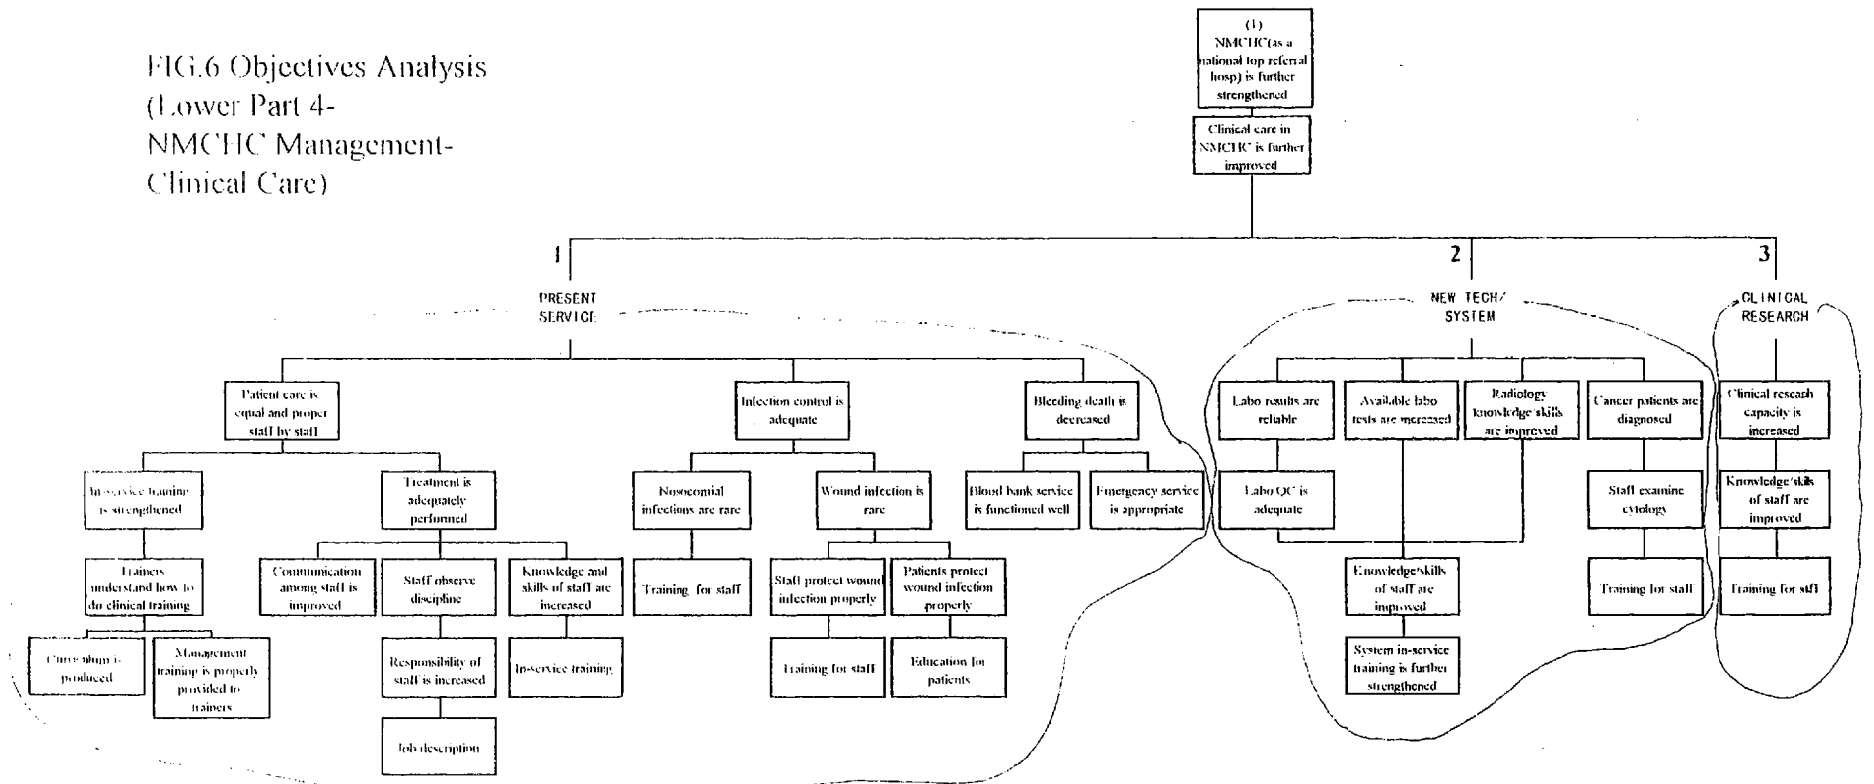 FIG.6 Objectives Analysis
(Lower Part 4-
NMCHC Management-
Clinical Care)
(1)
NMCHC(as a
national top referral
hosp) is further
strengthened
Clinical care in
NMCHC is further
improved
1
2
3
PRESENT
SERVICE
NEW TECH/
SYSTEM
CLINICAL
RESEARCH
Patient care is
equal and proper
staff by staff
Infection control is
adequate
Bleeding death is
decreased
Labo results are
reliable
Available labo
tests are increased
Radiology
knowledge/skills
are improved
Cancer patients are
diagnosed
Clinical reseach
capacity is
increased
In-service training
is strengthened
Treatment is
adequately
performed
Nosocomial
infections are rare
Wound infection is
rare
Blood bank service
is functioned well
Emergency service
is appropriate
Labo QC is
adequate
Staff examine
cytology
Knowledge/skils
of staff are
improved
Trainers
understand how to
do clinical training
Communication
among staff is
improved
Staff observe
discipline
Knowledge and
skills of staff are
increased
Training for staff
Staff protect wound
infection properly
Patients protect
wound infection
properly
Knowledge/skills
of staff are
improved
Training for staff
Training for stff
Curriculum is
produced
Management
training is properly
provided to
trainers
Responsibility of
staff is increased
In-service training
Training for staff
Education for
patients
System in-service
training is further
strengthened
Job description